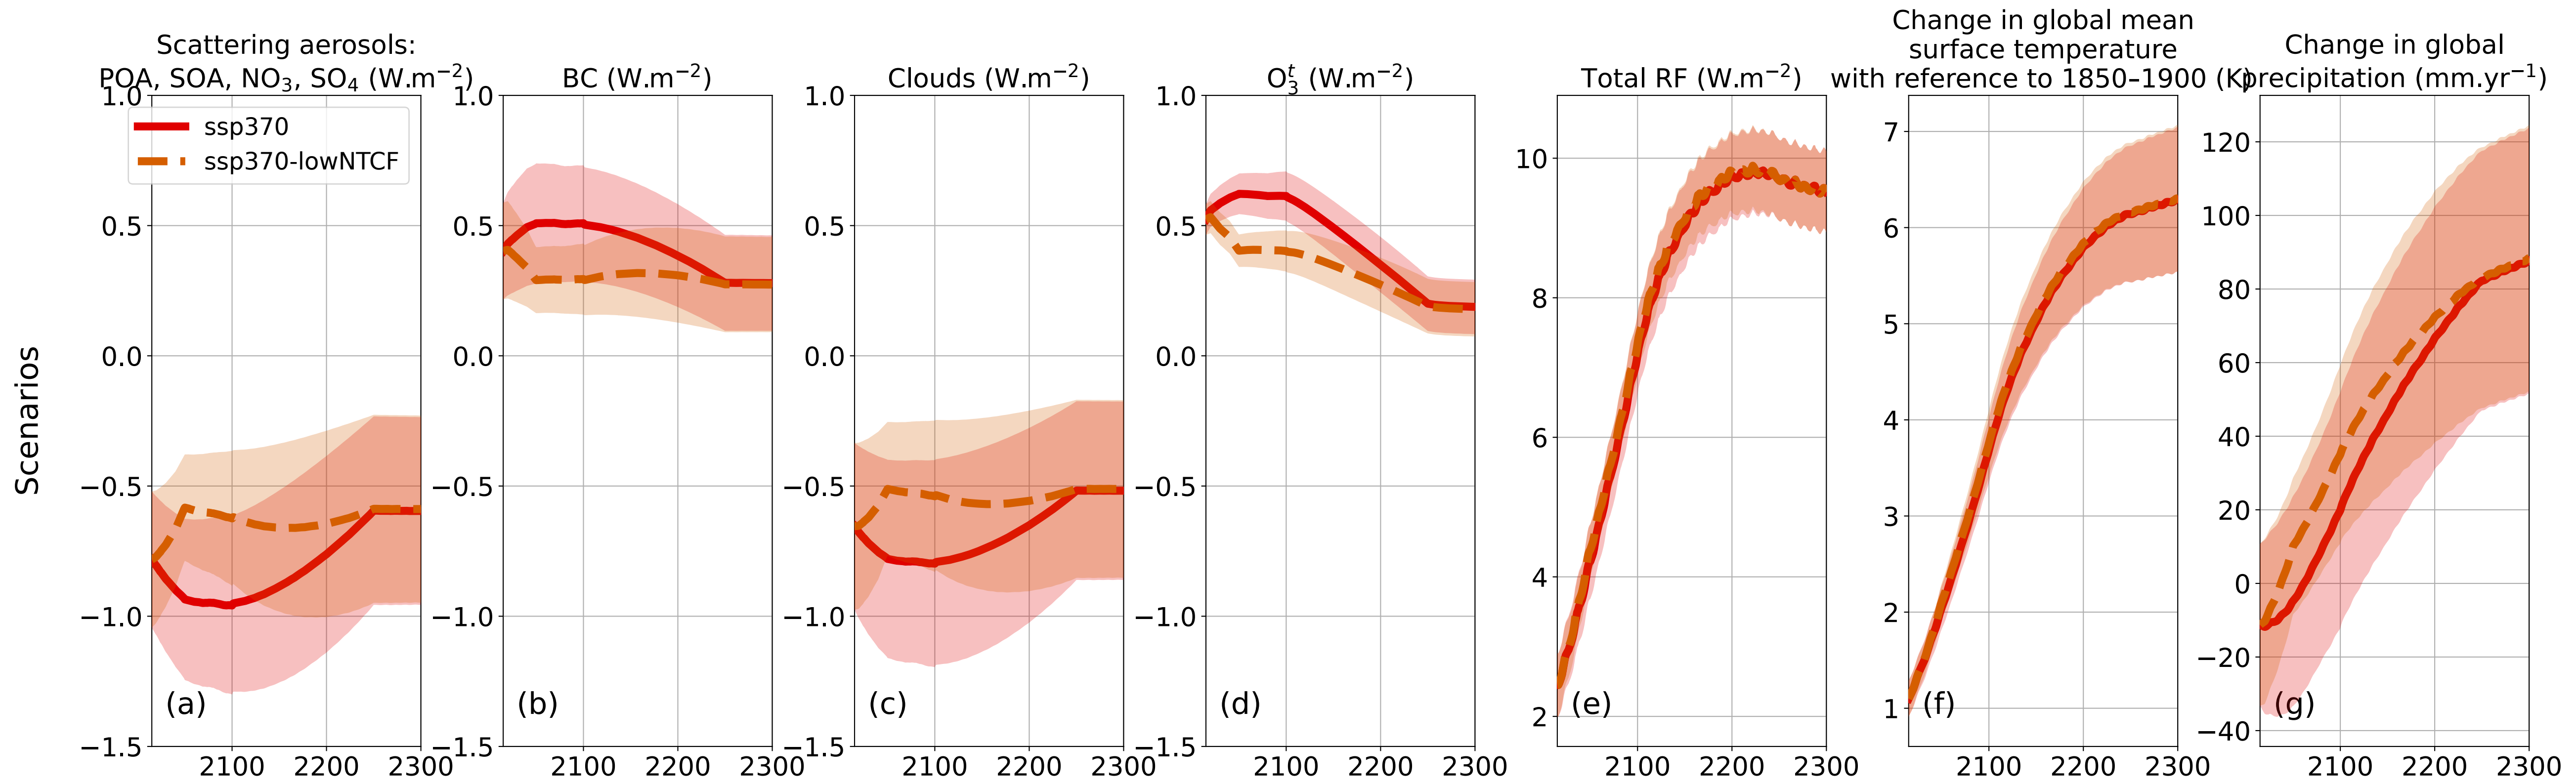 Scattering aerosols:
POA, SOA, NO₃, SO₄ (W.m⁻²)
BC (W.m⁻²)
Clouds (W.m⁻²)
O₃ᵗ (W.m⁻²)
Total RF (W.m⁻²)
Change in global mean
surface temperature
with reference to 1850–1900 (K)
Change in global
precipitation (mm.yr⁻¹)
Scenarios
ssp370
ssp370-lowNTCF
1.0
0.5
0.0
−0.5
−1.0
−1.5
2100 2200 2300
(a)
1.0
0.5
0.0
−0.5
−1.0
−1.5
2100 2200 2300
(b)
1.0
0.5
0.0
−0.5
−1.0
−1.5
2100 2200 2300
(c)
1.0
0.5
0.0
−0.5
−1.0
−1.5
2100 2200 2300
(d)
10
8
6
4
2
2100 2200 2300
(e)
7
6
5
4
3
2
1
2100 2200 2300
(f)
120
100
80
60
40
20
0
−20
−40
2100 2200 2300
(g)